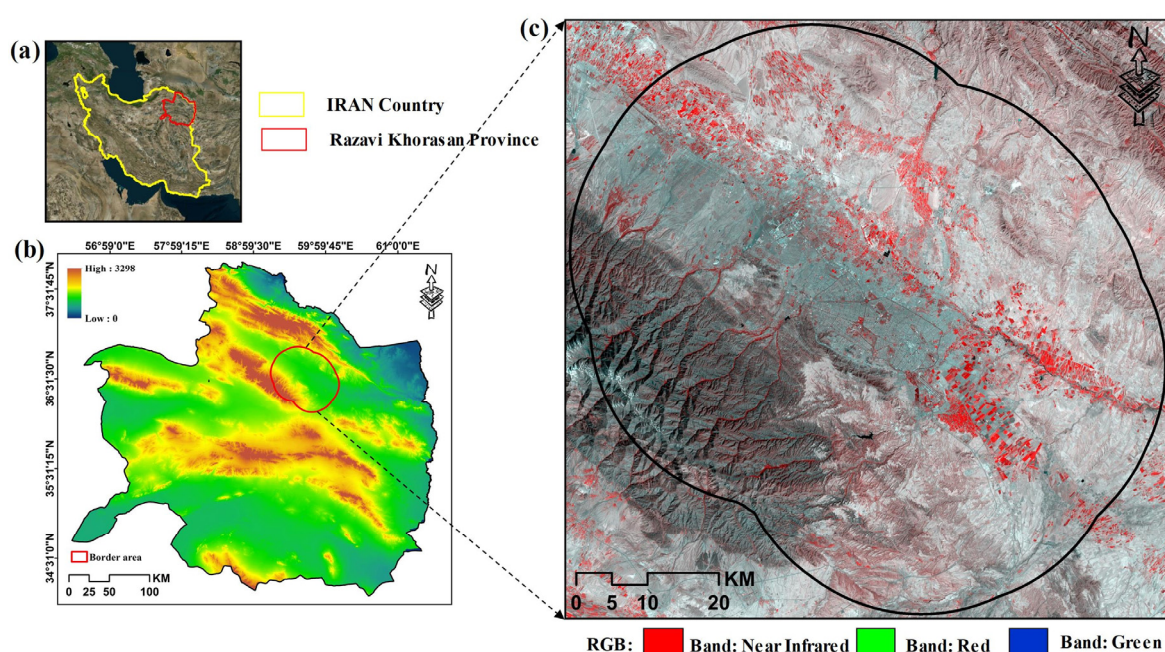 (a)
IRAN Country
Razavi Khorasan Province
(b)
56°59'0"E 57°59'15"E 58°59'30"E 59°59'45"E 61°0'0"E
37°31'45"N
36°31'30"N
35°31'15"N
34°31'0"N
High : 3298
Low : 0
N
Border area
KM
0 25 50 100
(c)
N
KM
0 5 10 20
RGB: Band: Near Infrared Band: Red Band: Green